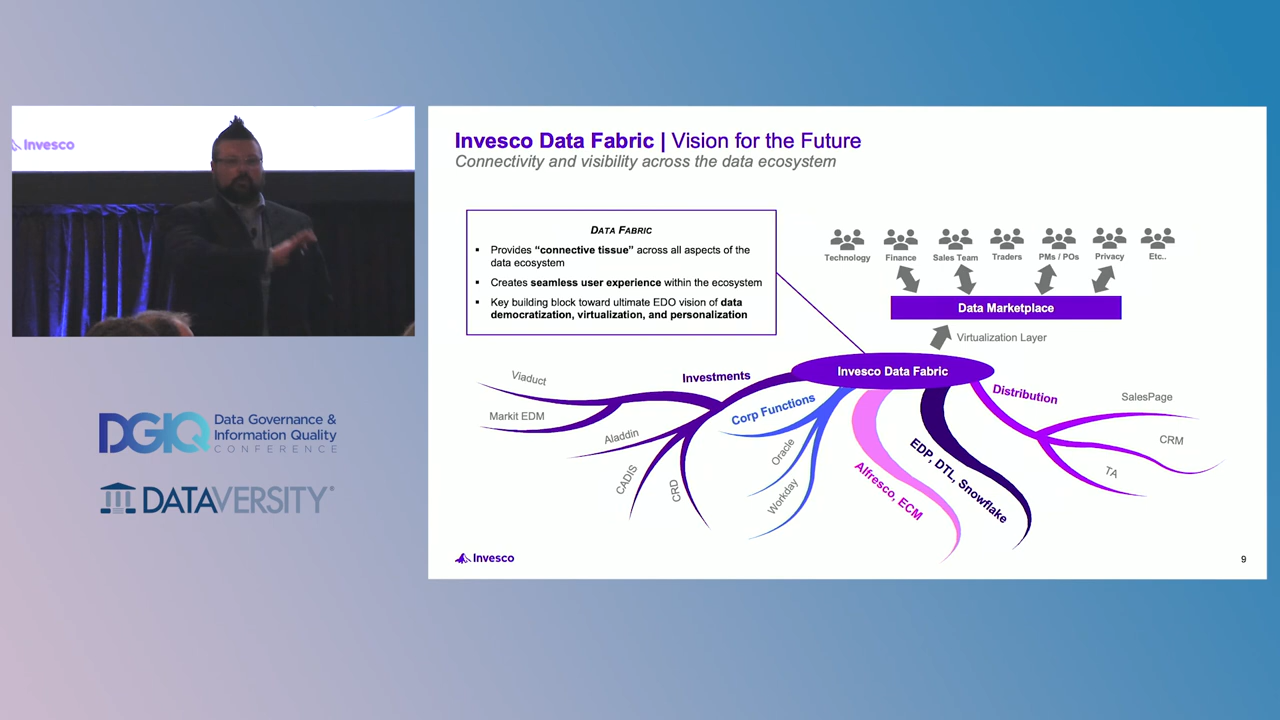 Invesco
DGIQ
Data Governance &
Information Quality
CONFERENCE
DATAVERSITY
Invesco Data Fabric | Vision for the Future
Connectivity and visibility across the data ecosystem
DATA FABRIC
▪ Provides “connective tissue” across all aspects of the
data ecosystem
▪ Creates seamless user experience within the ecosystem
▪ Key building block toward ultimate EDO vision of data
democratization, virtualization, and personalization
Technology
Finance
Sales Team
Traders
PMs / POs
Privacy
Etc..
Data Marketplace
Virtualization Layer
Invesco Data Fabric
Investments
Viaduct
Markit EDM
Aladdin
CADIS
CRD
Corp Functions
Oracle
Workday
Alfresco, ECM
EDP, DTL, Snowflake
Distribution
SalesPage
CRM
TA
Invesco
9